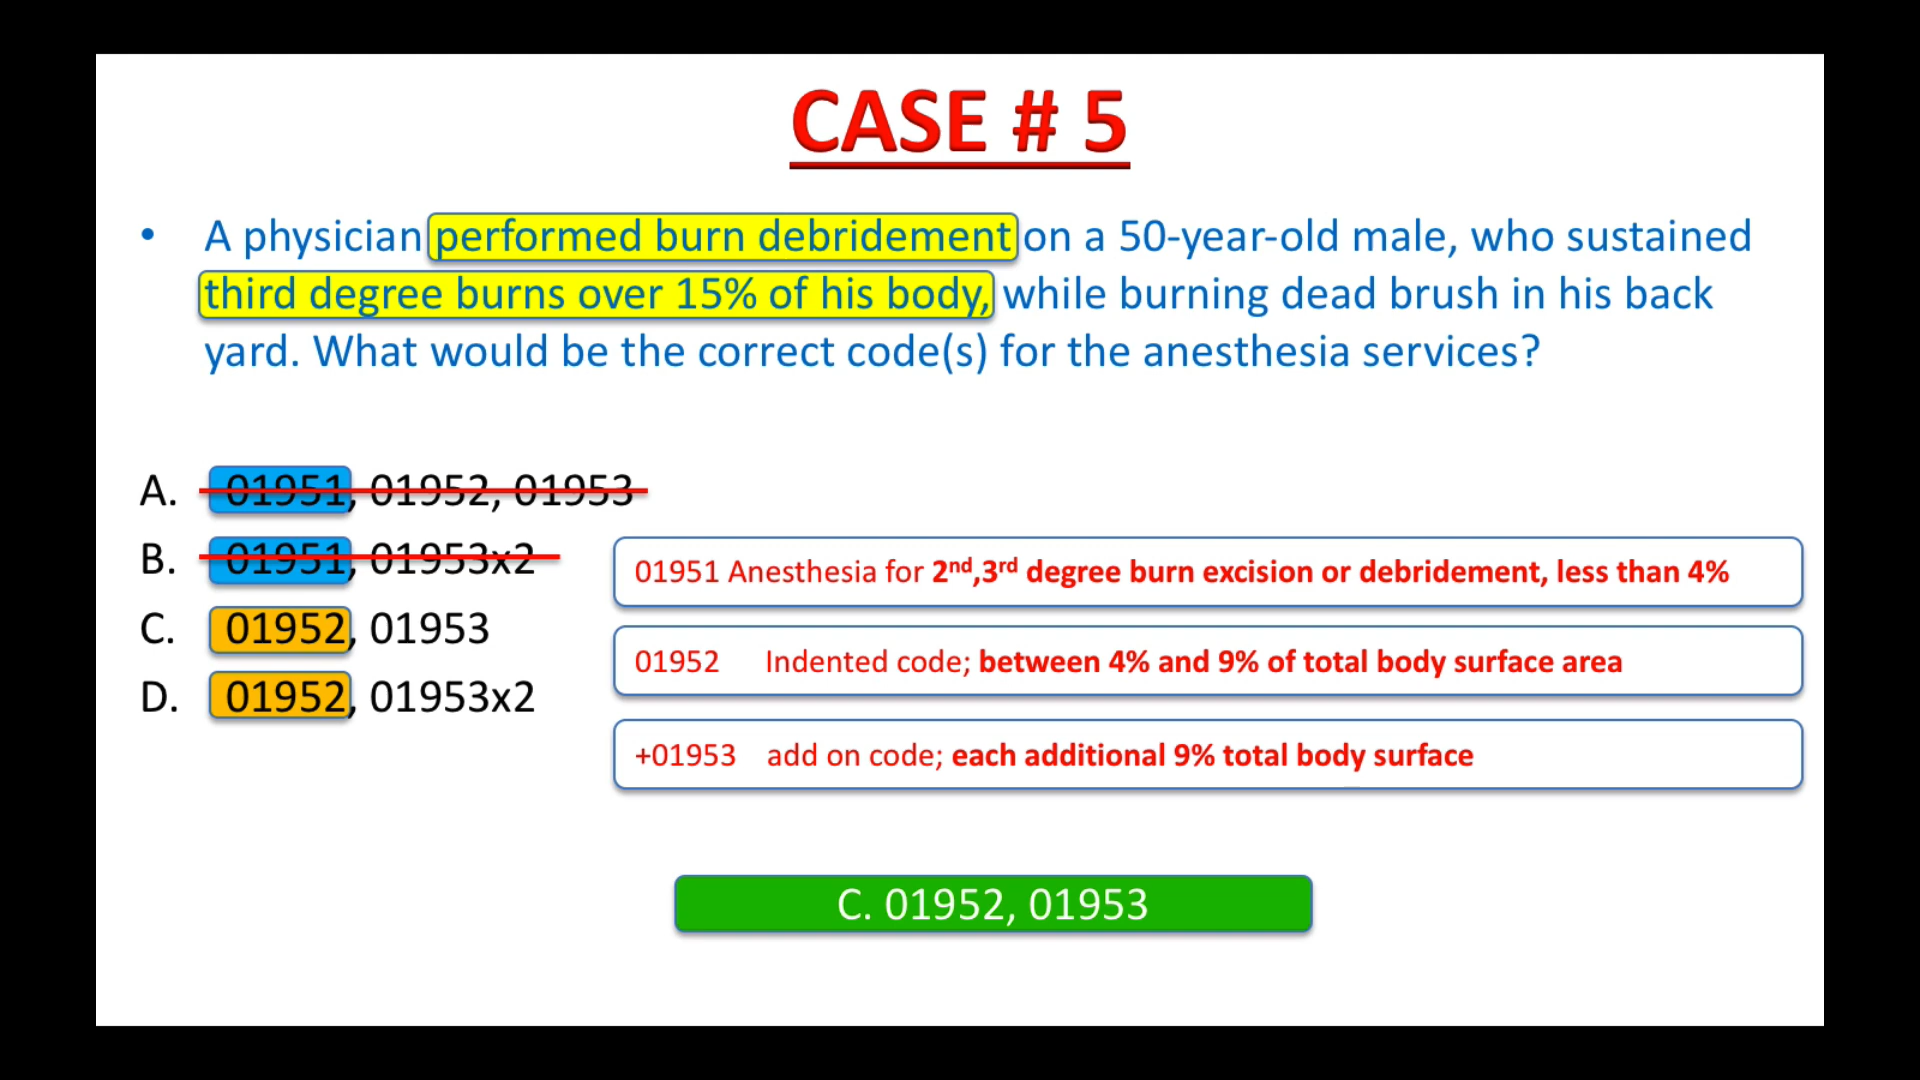 CASE # 5
• A physician performed burn debridement on a 50-year-old male, who sustained
third degree burns over 15% of his body, while burning dead brush in his back
yard. What would be the correct code(s) for the anesthesia services?
A. 01951, 01952, 01953
B. 01951, 01953x2
C. 01952, 01953
D. 01952, 01953x2
01951 Anesthesia for 2nd,3rd degree burn excision or debridement, less than 4%
01952 Indented code; between 4% and 9% of total body surface area
+01953 add on code; each additional 9% total body surface
C. 01952, 01953